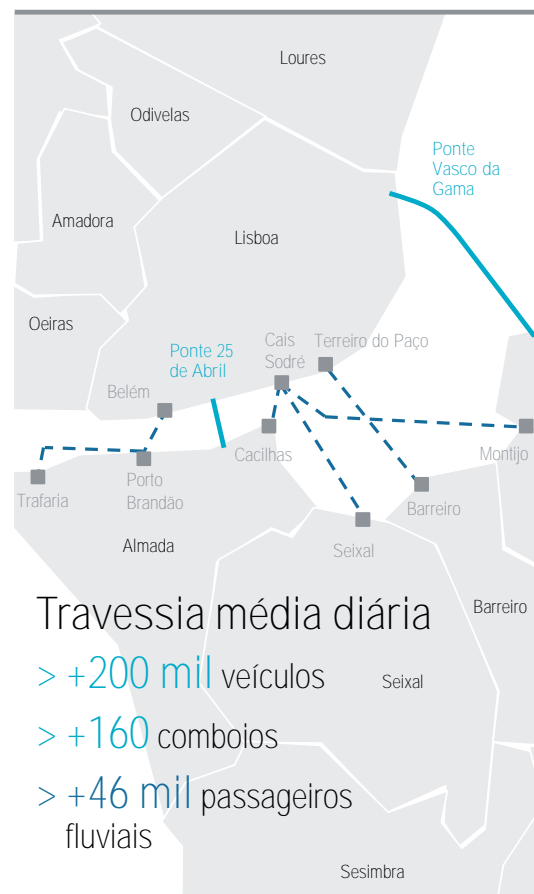 Loures
Odivelas
Ponte
Vasco da
Gama
Amadora
Lisboa
Oeiras
Ponte 25
de Abril
Cais
Sodré
Terreiro do Paço
Belém
Cacilhas
Montijo
Trafaria
Porto
Brandão
Barreiro
Almada
Seixal
Travessia média diária
Barreiro
> +200 mil veículos
Seixal
> +160 comboios
> +46 mil passageiros
fluviais
Sesimbra